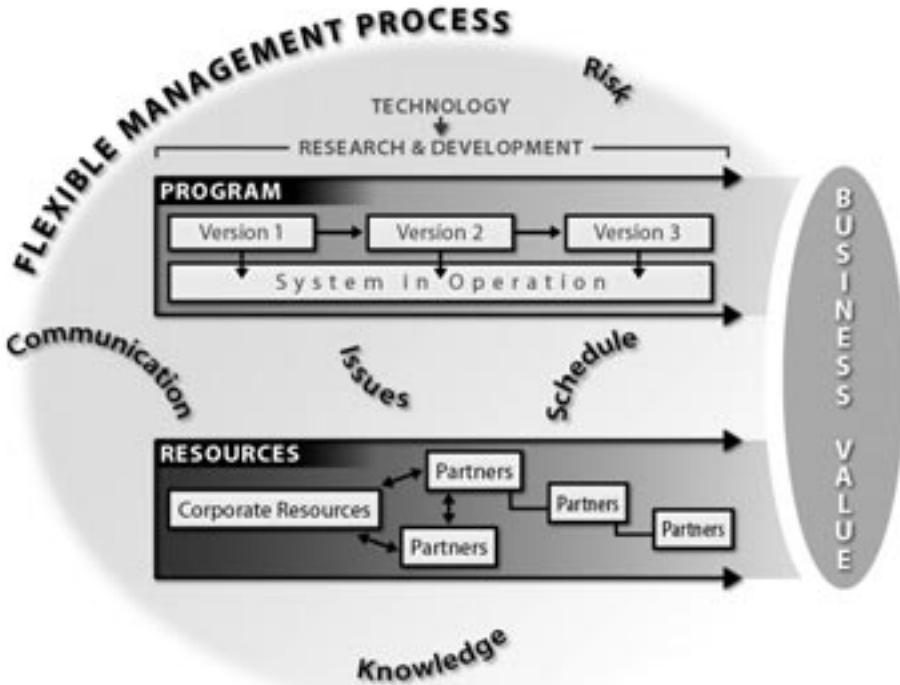 FLEXIBLE MANAGEMENT PROCESS
Risk
TECHNOLOGY
RESEARCH & DEVELOPMENT
PROGRAM
Version 1
Version 2
Version 3
System in Operation
Communication
Issues
Schedule
RESOURCES
Corporate Resources
Partners
Partners
Partners
Partners
Knowledge
BUSINESS VALUE